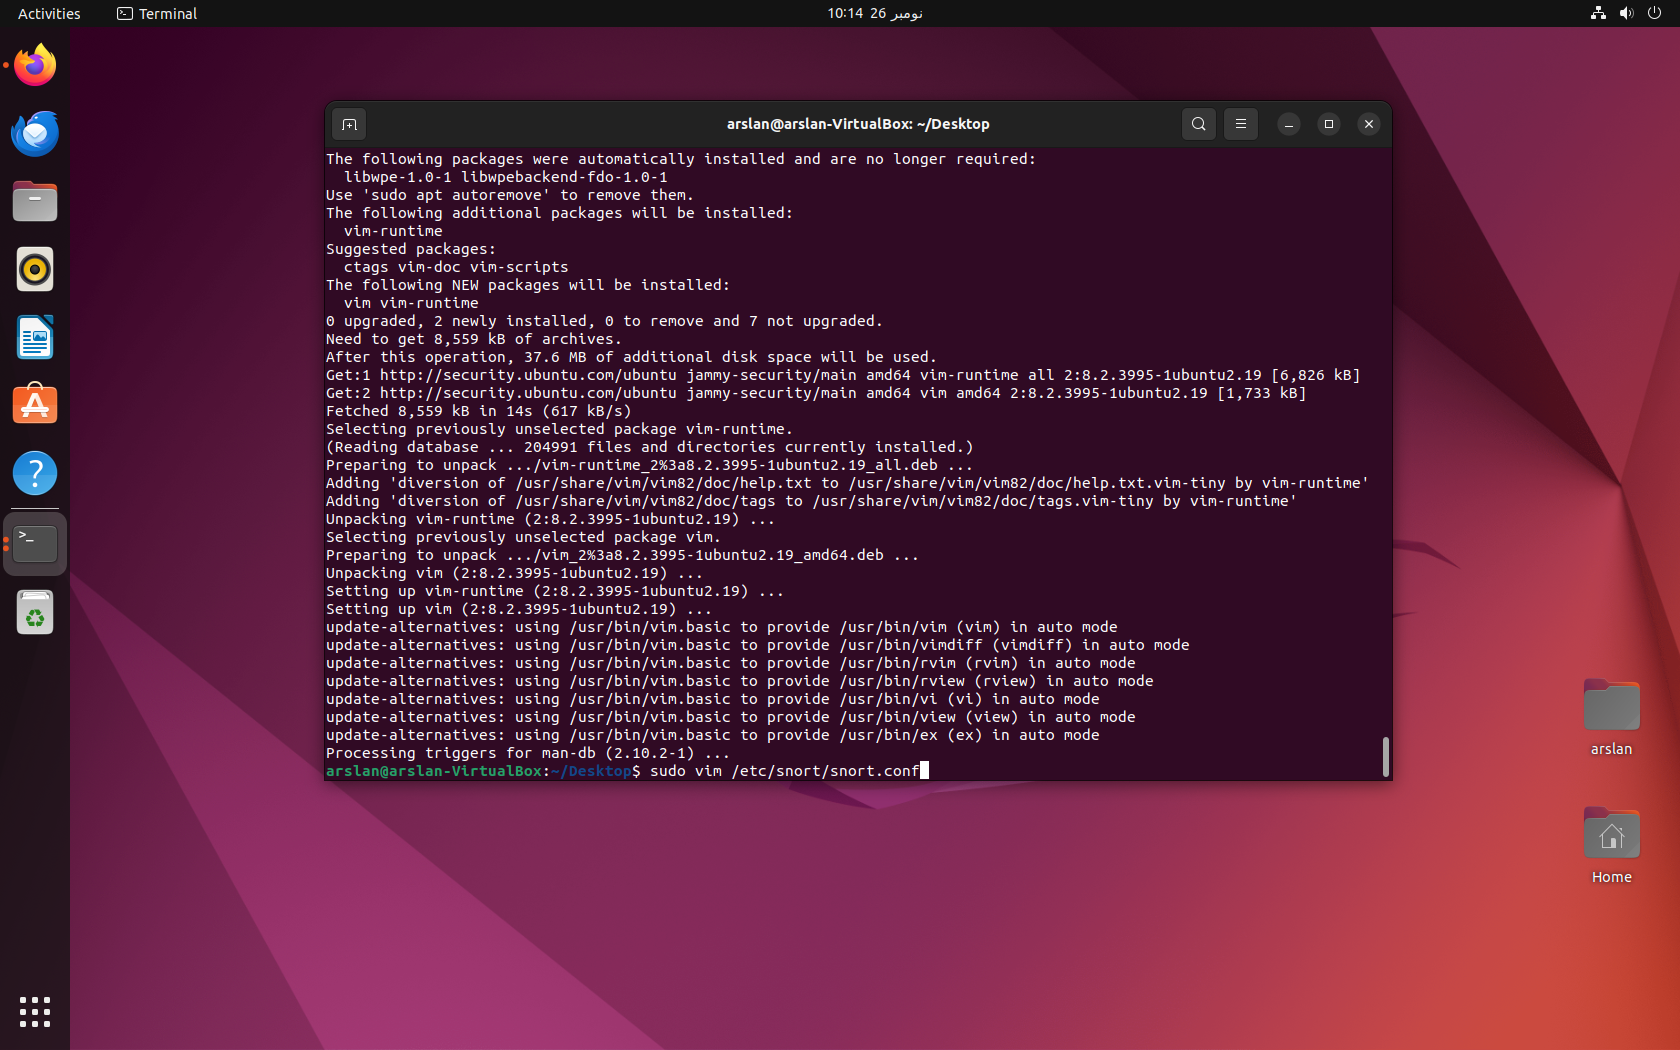 Activities
Terminal
نومبر 26  10:14
arslan@arslan-VirtualBox: ~/Desktop
The following packages were automatically installed and are no longer required:
  libwpe-1.0-1 libwpebackend-fdo-1.0-1
Use 'sudo apt autoremove' to remove them.
The following additional packages will be installed:
  vim-runtime
Suggested packages:
  ctags vim-doc vim-scripts
The following NEW packages will be installed:
  vim vim-runtime
0 upgraded, 2 newly installed, 0 to remove and 7 not upgraded.
Need to get 8,559 kB of archives.
After this operation, 37.6 MB of additional disk space will be used.
Get:1 http://security.ubuntu.com/ubuntu jammy-security/main amd64 vim-runtime all 2:8.2.3995-1ubuntu2.19 [6,826 kB]
Get:2 http://security.ubuntu.com/ubuntu jammy-security/main amd64 vim amd64 2:8.2.3995-1ubuntu2.19 [1,733 kB]
Fetched 8,559 kB in 14s (617 kB/s)
Selecting previously unselected package vim-runtime.
(Reading database ... 204991 files and directories currently installed.)
Preparing to unpack .../vim-runtime_2%3a8.2.3995-1ubuntu2.19_all.deb ...
Adding 'diversion of /usr/share/vim/vim82/doc/help.txt to /usr/share/vim/vim82/doc/help.txt.vim-tiny by vim-runtime'
Adding 'diversion of /usr/share/vim/vim82/doc/tags to /usr/share/vim/vim82/doc/tags.vim-tiny by vim-runtime'
Unpacking vim-runtime (2:8.2.3995-1ubuntu2.19) ...
Selecting previously unselected package vim.
Preparing to unpack .../vim_2%3a8.2.3995-1ubuntu2.19_amd64.deb ...
Unpacking vim (2:8.2.3995-1ubuntu2.19) ...
Setting up vim-runtime (2:8.2.3995-1ubuntu2.19) ...
Setting up vim (2:8.2.3995-1ubuntu2.19) ...
update-alternatives: using /usr/bin/vim.basic to provide /usr/bin/vim (vim) in auto mode
update-alternatives: using /usr/bin/vim.basic to provide /usr/bin/vimdiff (vimdiff) in auto mode
update-alternatives: using /usr/bin/vim.basic to provide /usr/bin/rvim (rvim) in auto mode
update-alternatives: using /usr/bin/vim.basic to provide /usr/bin/rview (rview) in auto mode
update-alternatives: using /usr/bin/vim.basic to provide /usr/bin/vi (vi) in auto mode
update-alternatives: using /usr/bin/vim.basic to provide /usr/bin/view (view) in auto mode
update-alternatives: using /usr/bin/vim.basic to provide /usr/bin/ex (ex) in auto mode
Processing triggers for man-db (2.10.2-1) ...
arslan@arslan-VirtualBox:~/Desktop$ sudo vim /etc/snort/snort.conf
arslan
Home